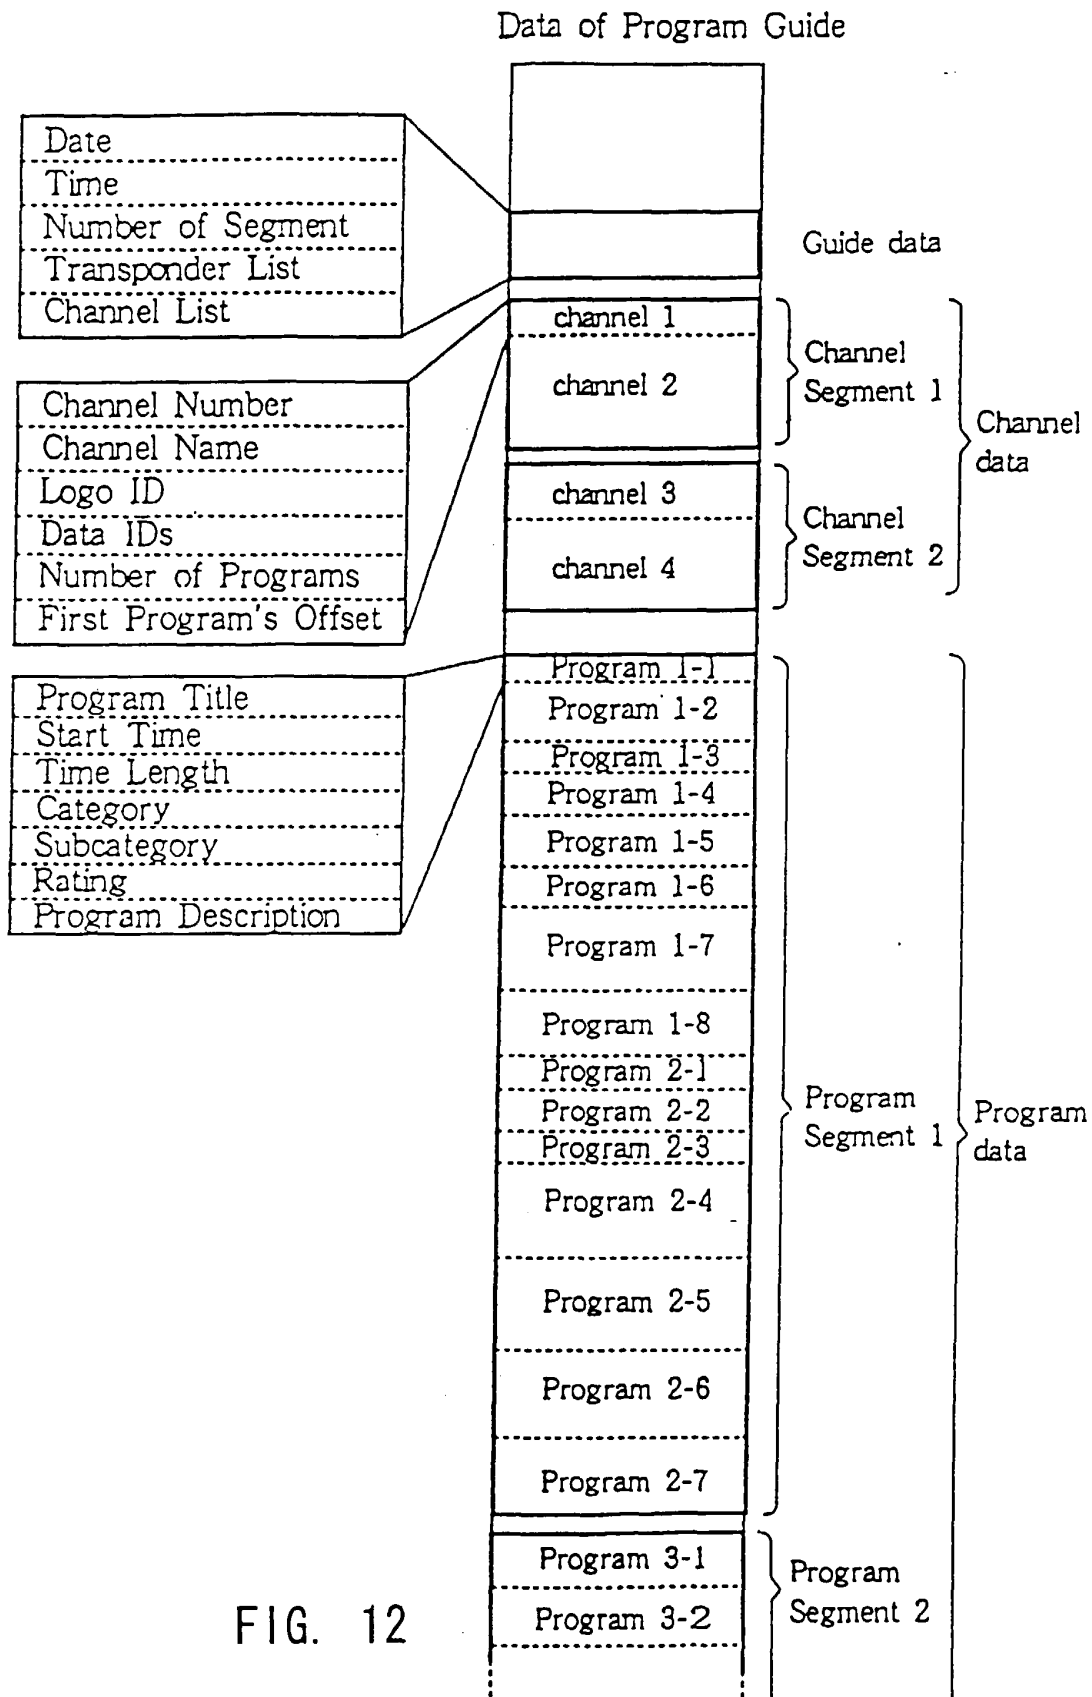 Data of Program Guide
Date
Time
Number of Segment
Transponder List
Channel List
Guide data
channel 1
channel 2
Channel
Segment 1
Channel
data
Channel Number
Channel Name
Logo ID
Data IDs
Number of Programs
First Program's Offset
channel 3
channel 4
Channel
Segment 2
Program Title
Start Time
Time Length
Category
Subcategory
Rating
Program Description
Program 1-1
Program 1-2
Program 1-3
Program 1-4
Program 1-5
Program 1-6
Program 1-7
Program 1-8
Program 2-1
Program 2-2
Program 2-3
Program 2-4
Program 2-5
Program 2-6
Program 2-7
Program
Segment 1
Program
data
Program 3-1
Program 3-2
Program
Segment 2
FIG. 12